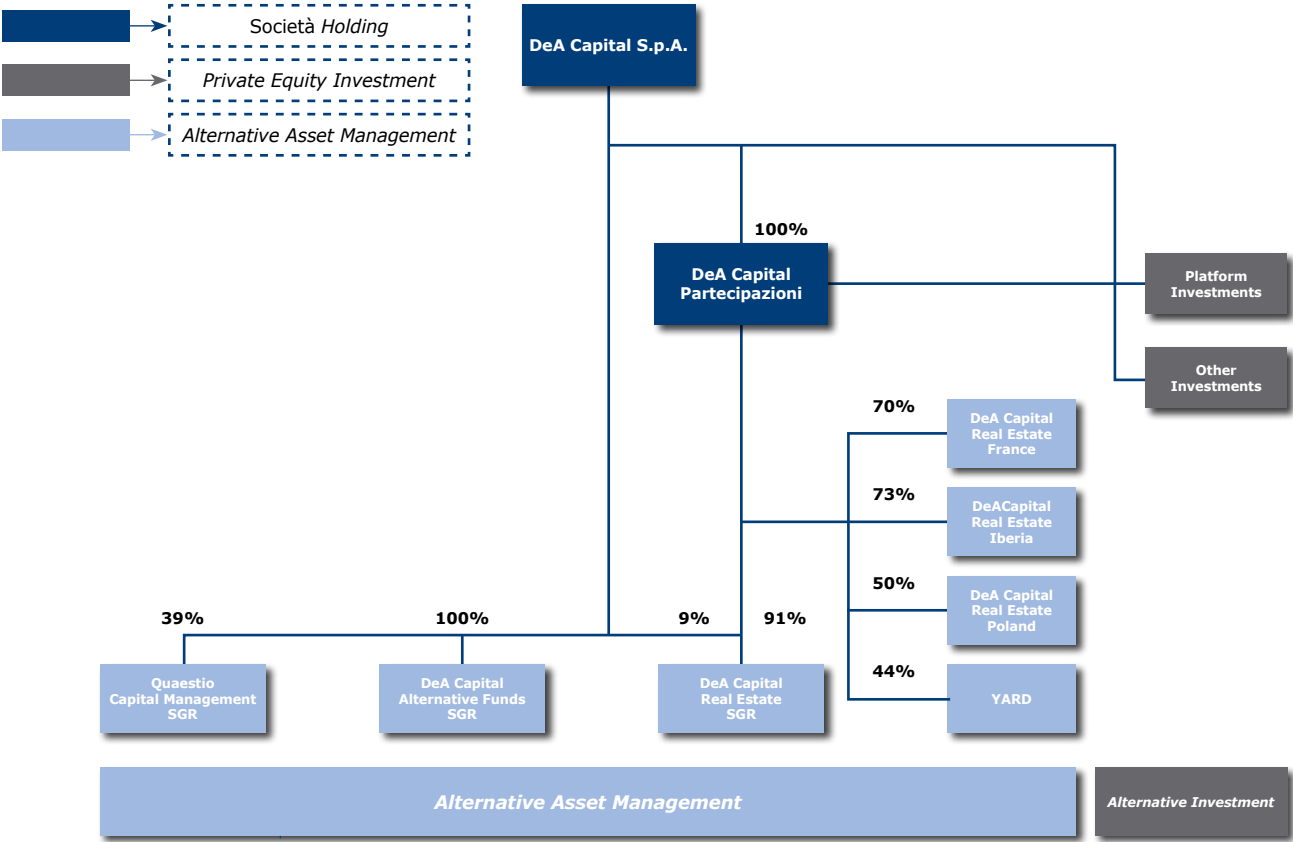 Società Holding
Private Equity Investment
Alternative Asset Management
DeA Capital S.p.A.
100%
DeA Capital
Partecipazioni
Platform
Investments
Other
Investments
70%
DeA Capital
Real Estate
France
73%
DeACapital
Real Estate
Iberia
50%
DeA Capital
Real Estate
Poland
44%
YARD
39%
100%
9%
91%
Quaestio
Capital Management
SGR
DeA Capital
Alternative Funds
SGR
DeA Capital
Real Estate
SGR
Alternative Asset Management
Alternative Investment